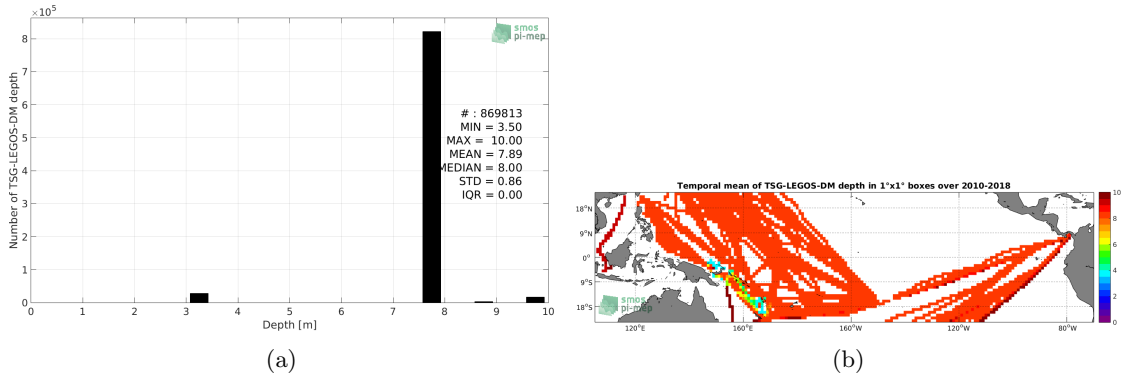 ×10⁵
8
7
6
5
4
3
2
1
0
Number of TSG-LEGOS-DM depth
smos
pi-mep
# : 869813
MIN = 3.50
MAX = 10.00
MEAN = 7.89
MEDIAN = 8.00
STD = 0.86
IQR = 0.00
0 1 2 3 4 5 6 7 8 9 10
Depth [m]
(a)
Temporal mean of TSG-LEGOS-DM depth in 1°x1° boxes over 2010-2018
18°N
9°N
0°
9°S
18°S
smos
pi-mep
120°E 160°E 160°W 120°W 80°W
10
8
6
4
2
0
(b)